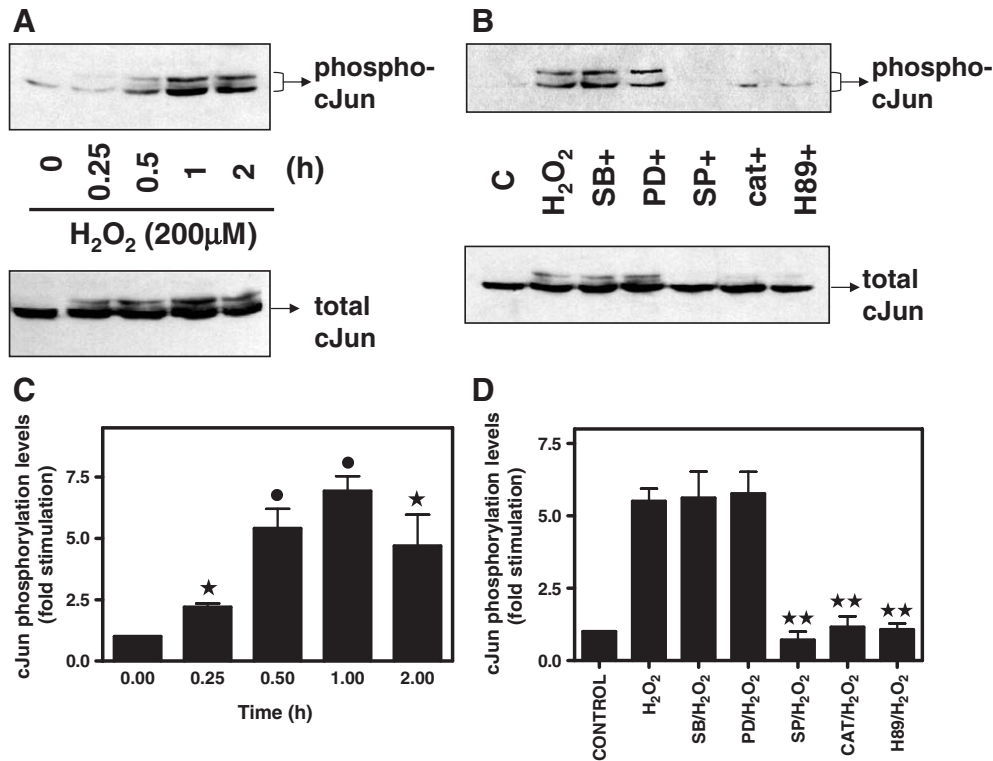 A
phospho-
cJun
0 0.25 0.5 1 2 (h)
H₂O₂ (200μM)
total
cJun
B
phospho-
cJun
C H₂O₂ SB+ PD+ SP+ cat+ H89+
total
cJun
C
cJun phosphorylation levels
(fold stimulation)
7.5
5.0
2.5
0.0
0.00 0.25 0.50 1.00 2.00
Time (h)
D
cJun phosphorylation levels
(fold stimulation)
7.5
5.0
2.5
0.0
CONTROL
H₂O₂
SB/H₂O₂
PD/H₂O₂
SP/H₂O₂
CAT/H₂O₂
H89/H₂O₂